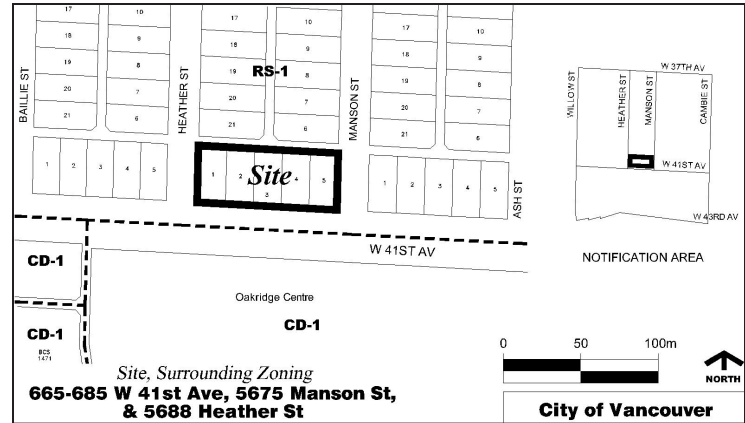 17
10
17
10
18
9
18
9
19
8
RS-1
19
8
20
7
20
7
21
6
21
6
17
10
18
9
19
8
20
7
21
6
BAILLIE ST
HEATHER ST
MANSON ST
ASH ST
1 2 3 4 5
1 2 3 4 5
Site
1 2 3 4 5
W 41ST AV
CD-1
CD-1
BCS
1471
Oakridge Centre
CD-1
W 37TH AV
WILLOW ST
HEATHER ST
MANSON ST
CAMBIE ST
W 41ST AV
W 43RD AV
NOTIFICATION AREA
0 50 100m
NORTH
Site, Surrounding Zoning
665-685 W 41st Ave, 5675 Manson St,
& 5688 Heather St
City of Vancouver